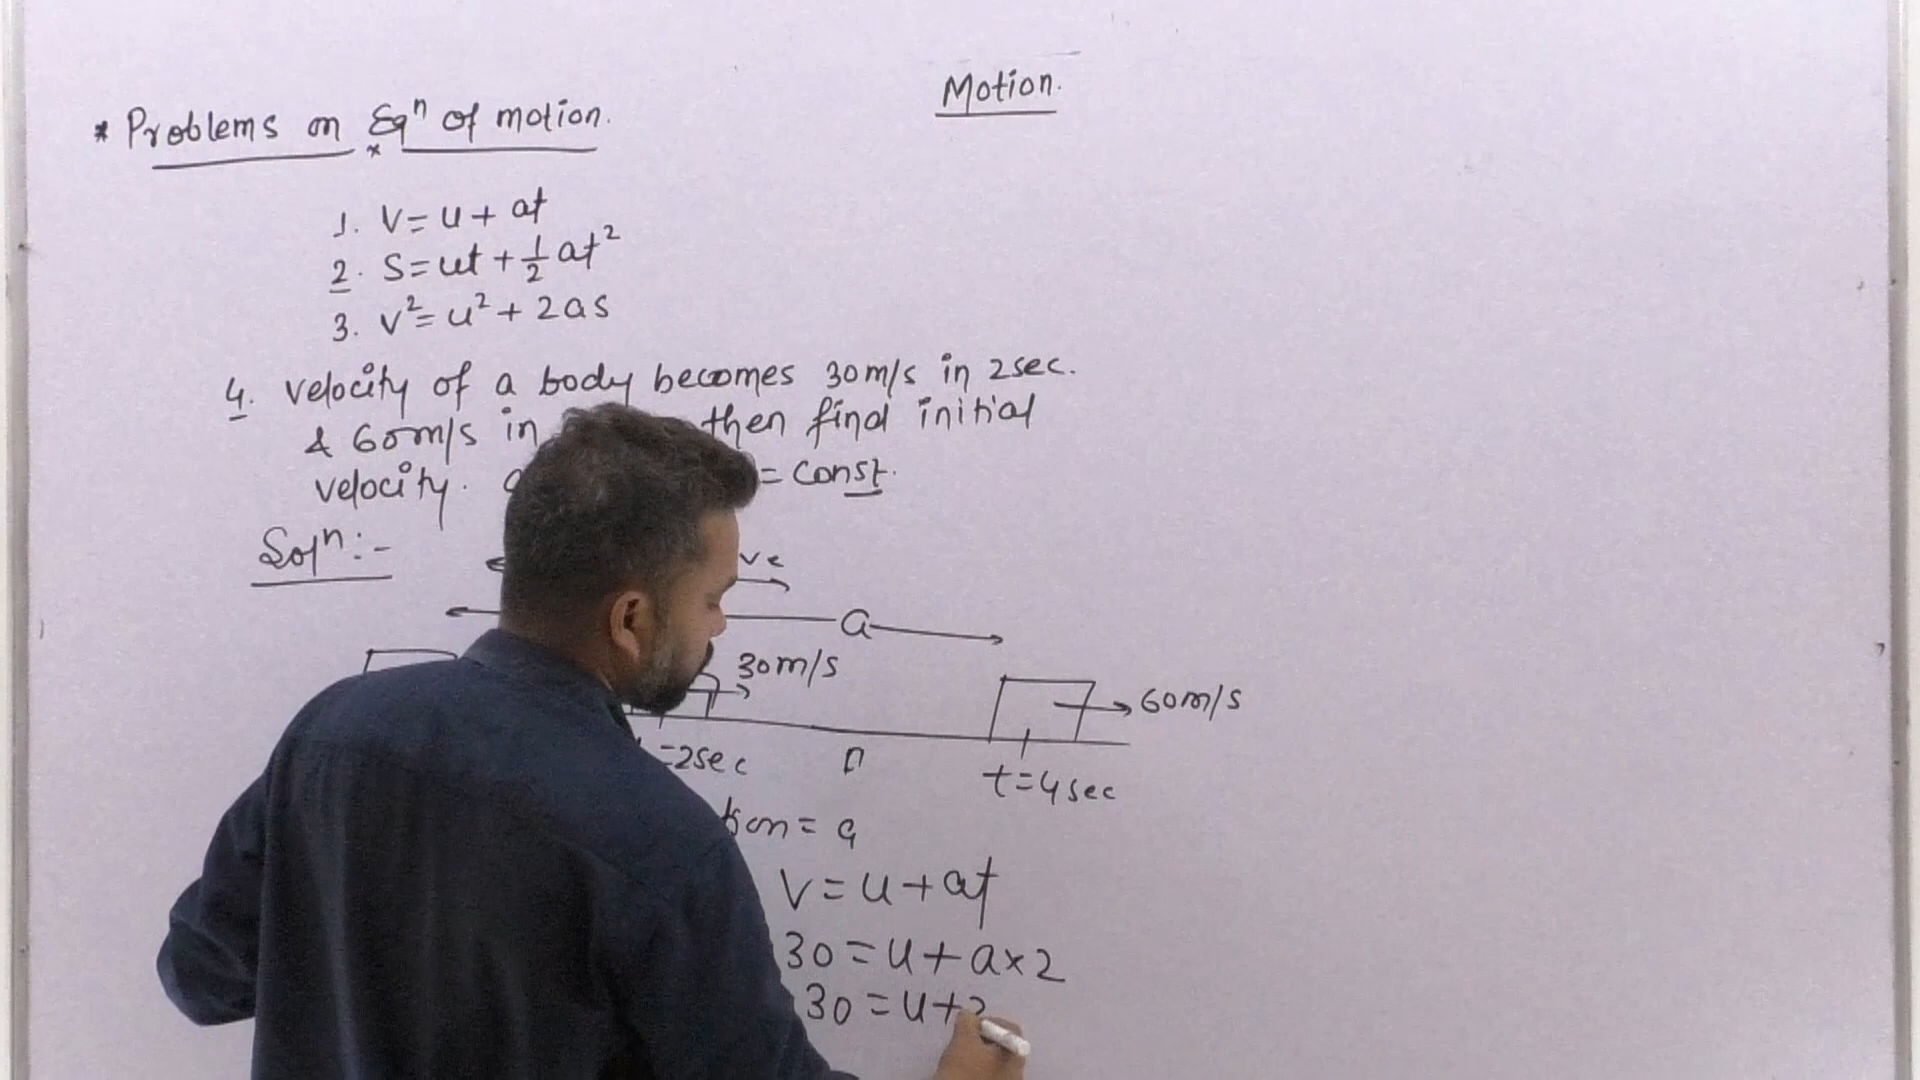 Motion.
* Problems on Eqⁿ of motion.
1. V = u + at
2. S = ut + 1/2 at²
3. v² = u² + 2as
4. velocity of a body becomes 30m/s in 2sec.
& 60m/s in then find initial
velocity. = const.
Solⁿ:-
ve
a
30m/s
60m/s
=2sec
t=4sec
= a
V = u + at
30 = u + a×2
30 = u + 2